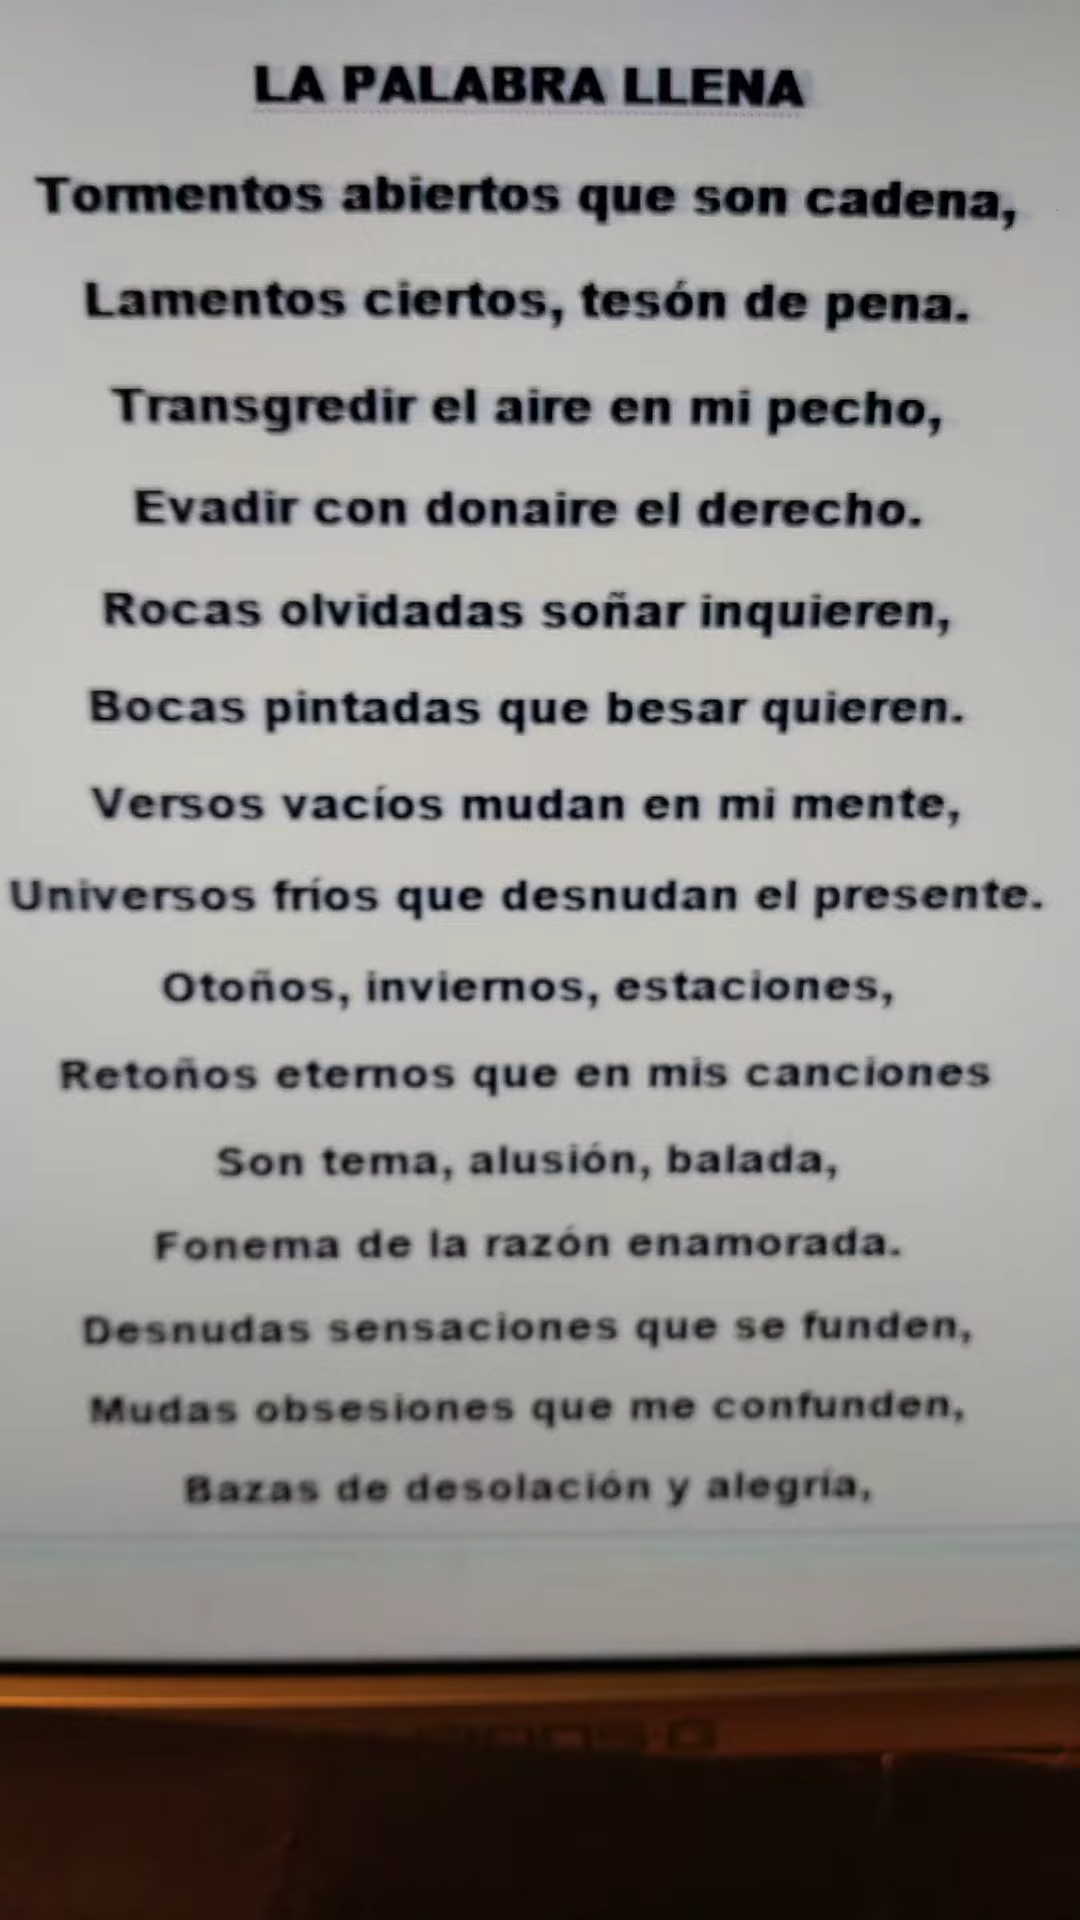 LA PALABRA LLENA
Tormentos abiertos que son cadena,
Lamentos ciertos, tesón de pena.
Transgredir el aire en mi pecho,
Evadir con donaire el derecho.
Rocas olvidadas soñar inquieren,
Bocas pintadas que besar quieren.
Versos vacíos mudan en mi mente,
Universos fríos que desnudan el presente.
Otoños, inviernos, estaciones,
Retoños eternos que en mis canciones
Son tema, alusión, balada,
Fonema de la razón enamorada.
Desnudas sensaciones que se funden,
Mudas obsesiones que me confunden,
Bazas de desolación y alegría,